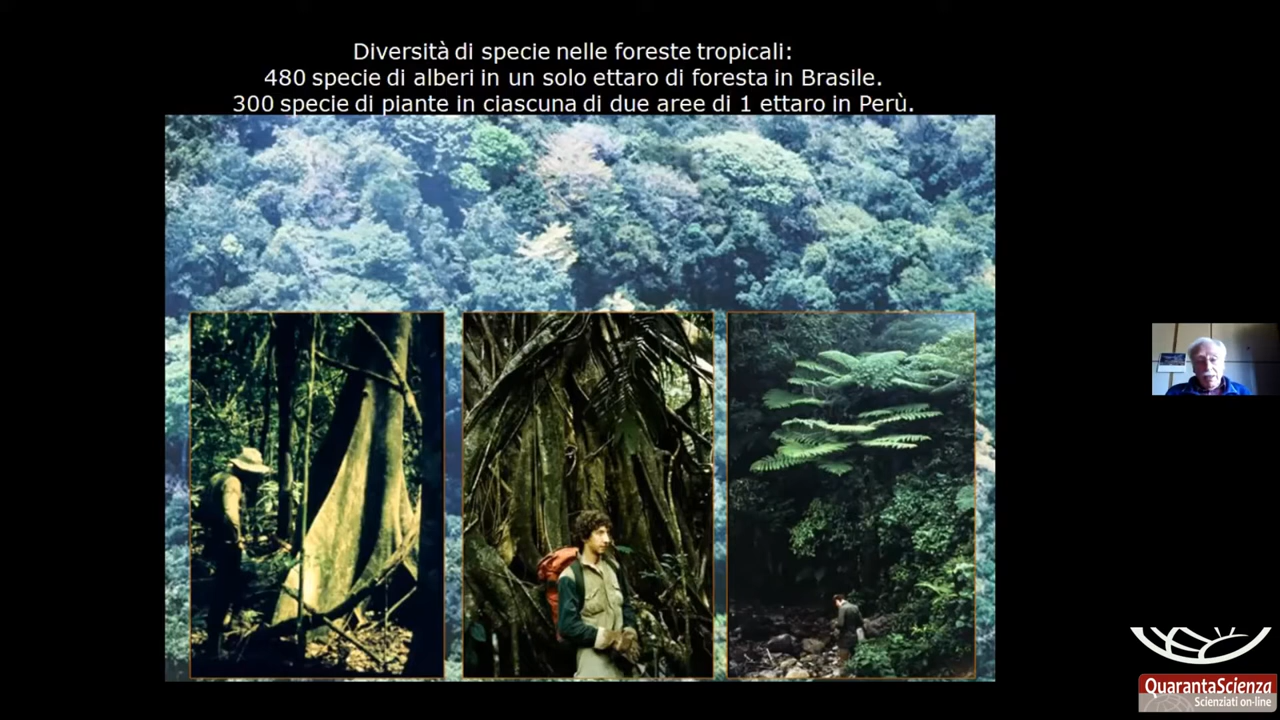 Diversità di specie nelle foreste tropicali:
480 specie di alberi in un solo ettaro di foresta in Brasile.
300 specie di piante in ciascuna di due aree di 1 ettaro in Perù.
QuarantaScienza
Scienziati on-line